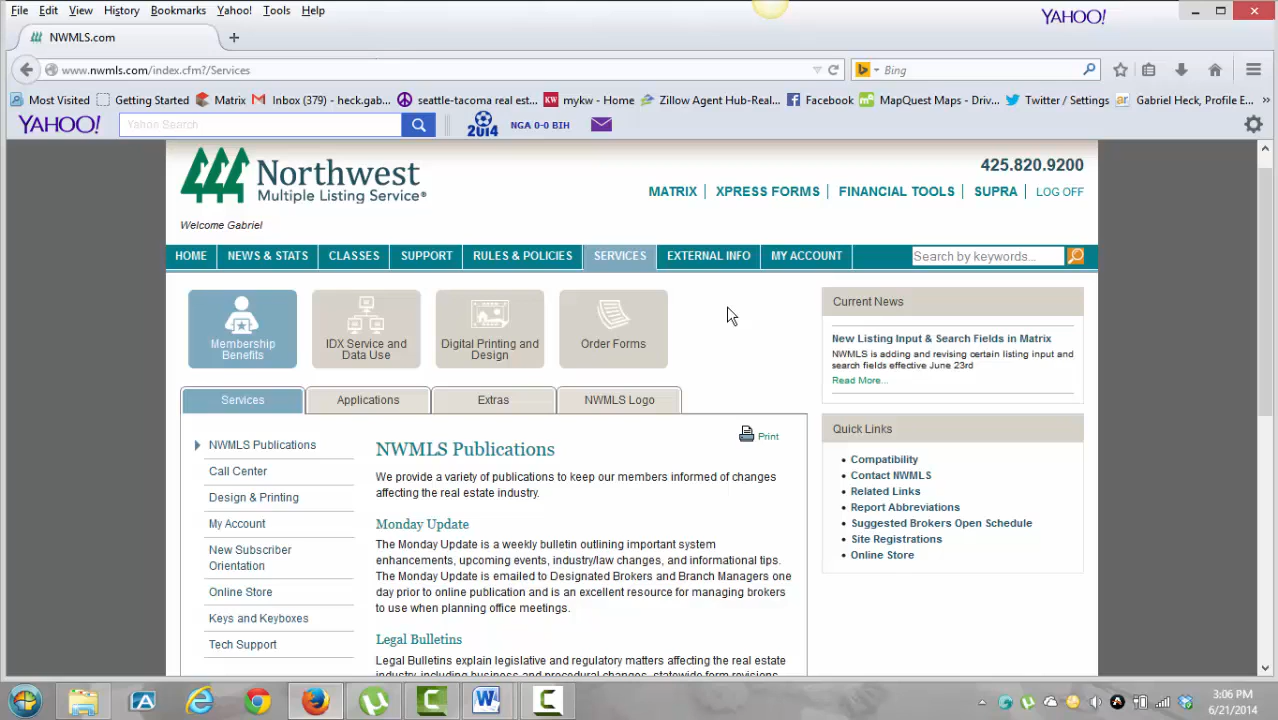 File Edit View History Bookmarks Yahoo! Tools Help
YAHOO!
NWMLS.com
www.nwmls.com/index.cfm?/Services
Bing
Most Visited Getting Started Matrix Inbox (379) - heck.gab... seattle-tacoma real est... mykw - Home Zillow Agent Hub-Real... Facebook MapQuest Maps - Driv... Twitter / Settings Gabriel Heck, Profile E... »
YAHOO! Yahoo Search 2014 NGA 0-0 BIH
Northwest
Multiple Listing Service®
425.820.9200
MATRIX | XPRESS FORMS | FINANCIAL TOOLS | SUPRA | LOG OFF
Welcome Gabriel
HOME NEWS & STATS CLASSES SUPPORT RULES & POLICIES SERVICES EXTERNAL INFO MY ACCOUNT Search by keywords...
Membership
Benefits
IDX Service and
Data Use
Digital Printing and
Design
Order Forms
Services Applications Extras NWMLS Logo
NWMLS Publications
Call Center
Design & Printing
My Account
New Subscriber
Orientation
Online Store
Keys and Keyboxes
Tech Support
Print
NWMLS Publications
We provide a variety of publications to keep our members informed of changes
affecting the real estate industry.
Monday Update
The Monday Update is a weekly bulletin outlining important system
enhancements, upcoming events, industry/law changes, and informational tips.
The Monday Update is emailed to Designated Brokers and Branch Managers one
day prior to online publication and is an excellent resource for managing brokers
to use when planning office meetings.
Legal Bulletins
Legal Bulletins explain legislative and regulatory matters affecting the real estate
industry, including business and procedural changes, statewide form revisions
Current News
New Listing Input & Search Fields in Matrix
NWMLS is adding and revising certain listing input and
search fields effective June 23rd
Read More...
Quick Links
• Compatibility
• Contact NWMLS
• Related Links
• Report Abbreviations
• Suggested Brokers Open Schedule
• Site Registrations
• Online Store
3:06 PM
6/21/2014